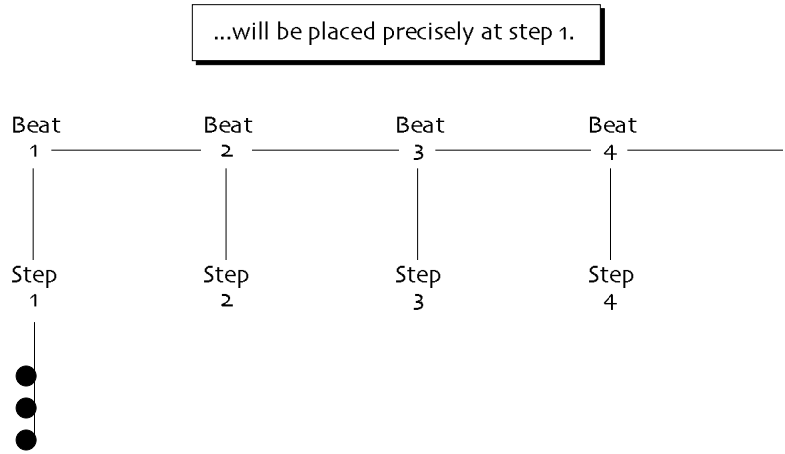 ...will be placed precisely at step 1.
Beat Beat Beat Beat
1 2 3 4
Step Step Step Step
1 2 3 4